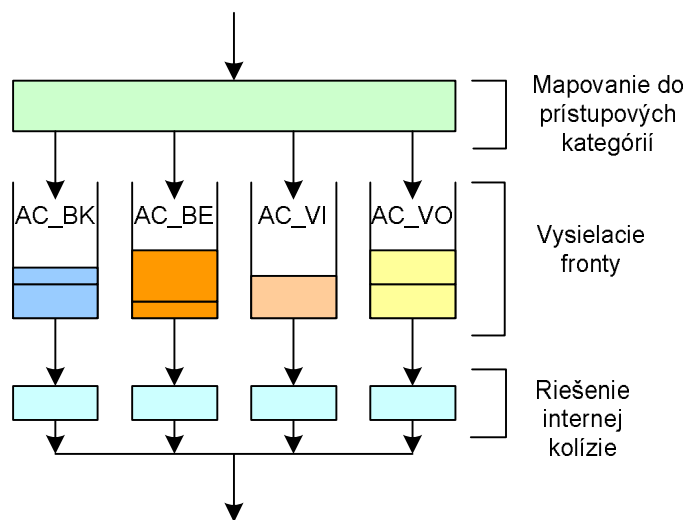 Mapovanie do
prístupových
kategórií
AC_BK
AC_BE
AC_VI
AC_VO
Vysielacie
fronty
Riešenie
internej
kolízie